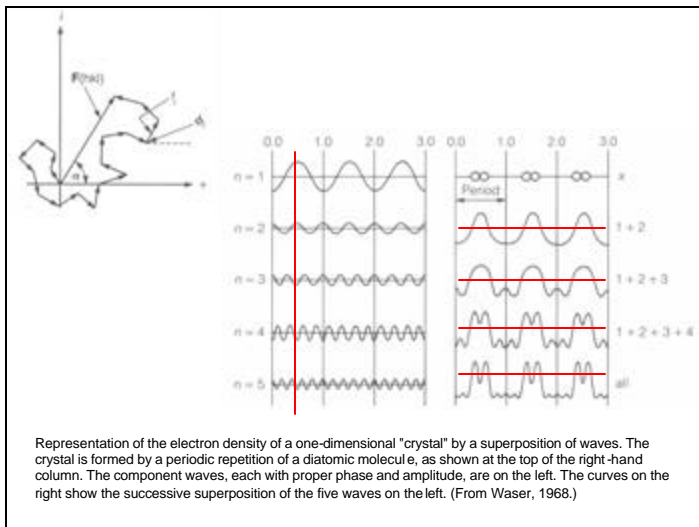 i
F(hkl)
f
α
+
0.0 1.0 2.0 3.0 0.0 1.0 2.0 3.0
n = 1 x
Period
n = 2 1 + 2
n = 3 1 + 2 + 3
n = 4 1 + 2 + 3 + 4
n = 5 all
Representation of the electron density of a one-dimensional "crystal" by a superposition of waves. The
crystal is formed by a periodic repetition of a diatomic molecule, as shown at the top of the right-hand
column. The component waves, each with proper phase and amplitude, are on the left. The curves on the
right show the successive superposition of the five waves on the left. (From Waser, 1968.)